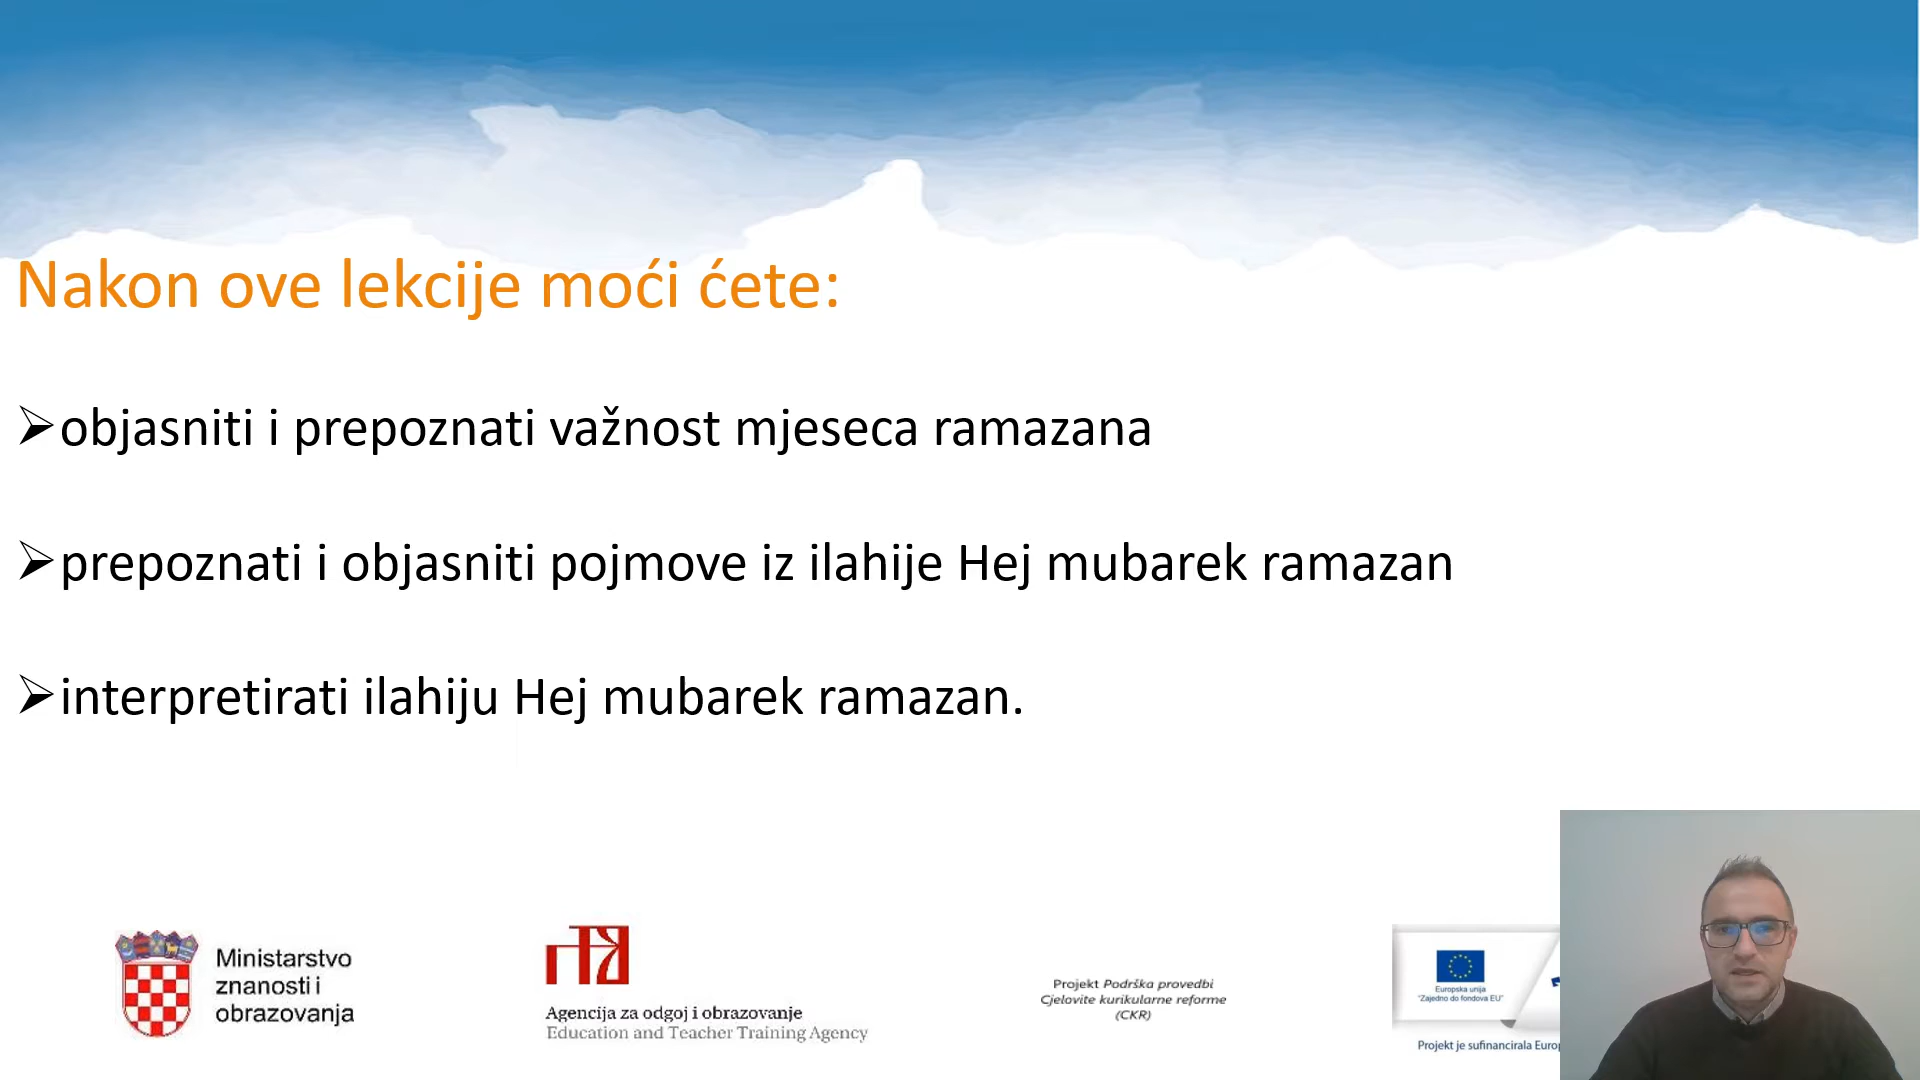 Nakon ove lekcije moći ćete:
objasniti i prepoznati važnost mjeseca ramazana
prepoznati i objasniti pojmove iz ilahije Hej mubarek ramazan
interpretirati ilahiju Hej mubarek ramazan.
Ministarstvo
znanosti i
obrazovanja
Agencija za odgoj i obrazovanje
Education and Teacher Training Agency
Projekt Podrška provedbi
Cjelovite kurikularne reforme
(CKR)
Europska unija
"Zajedno do fondova EU"
Projekt je sufinancirala